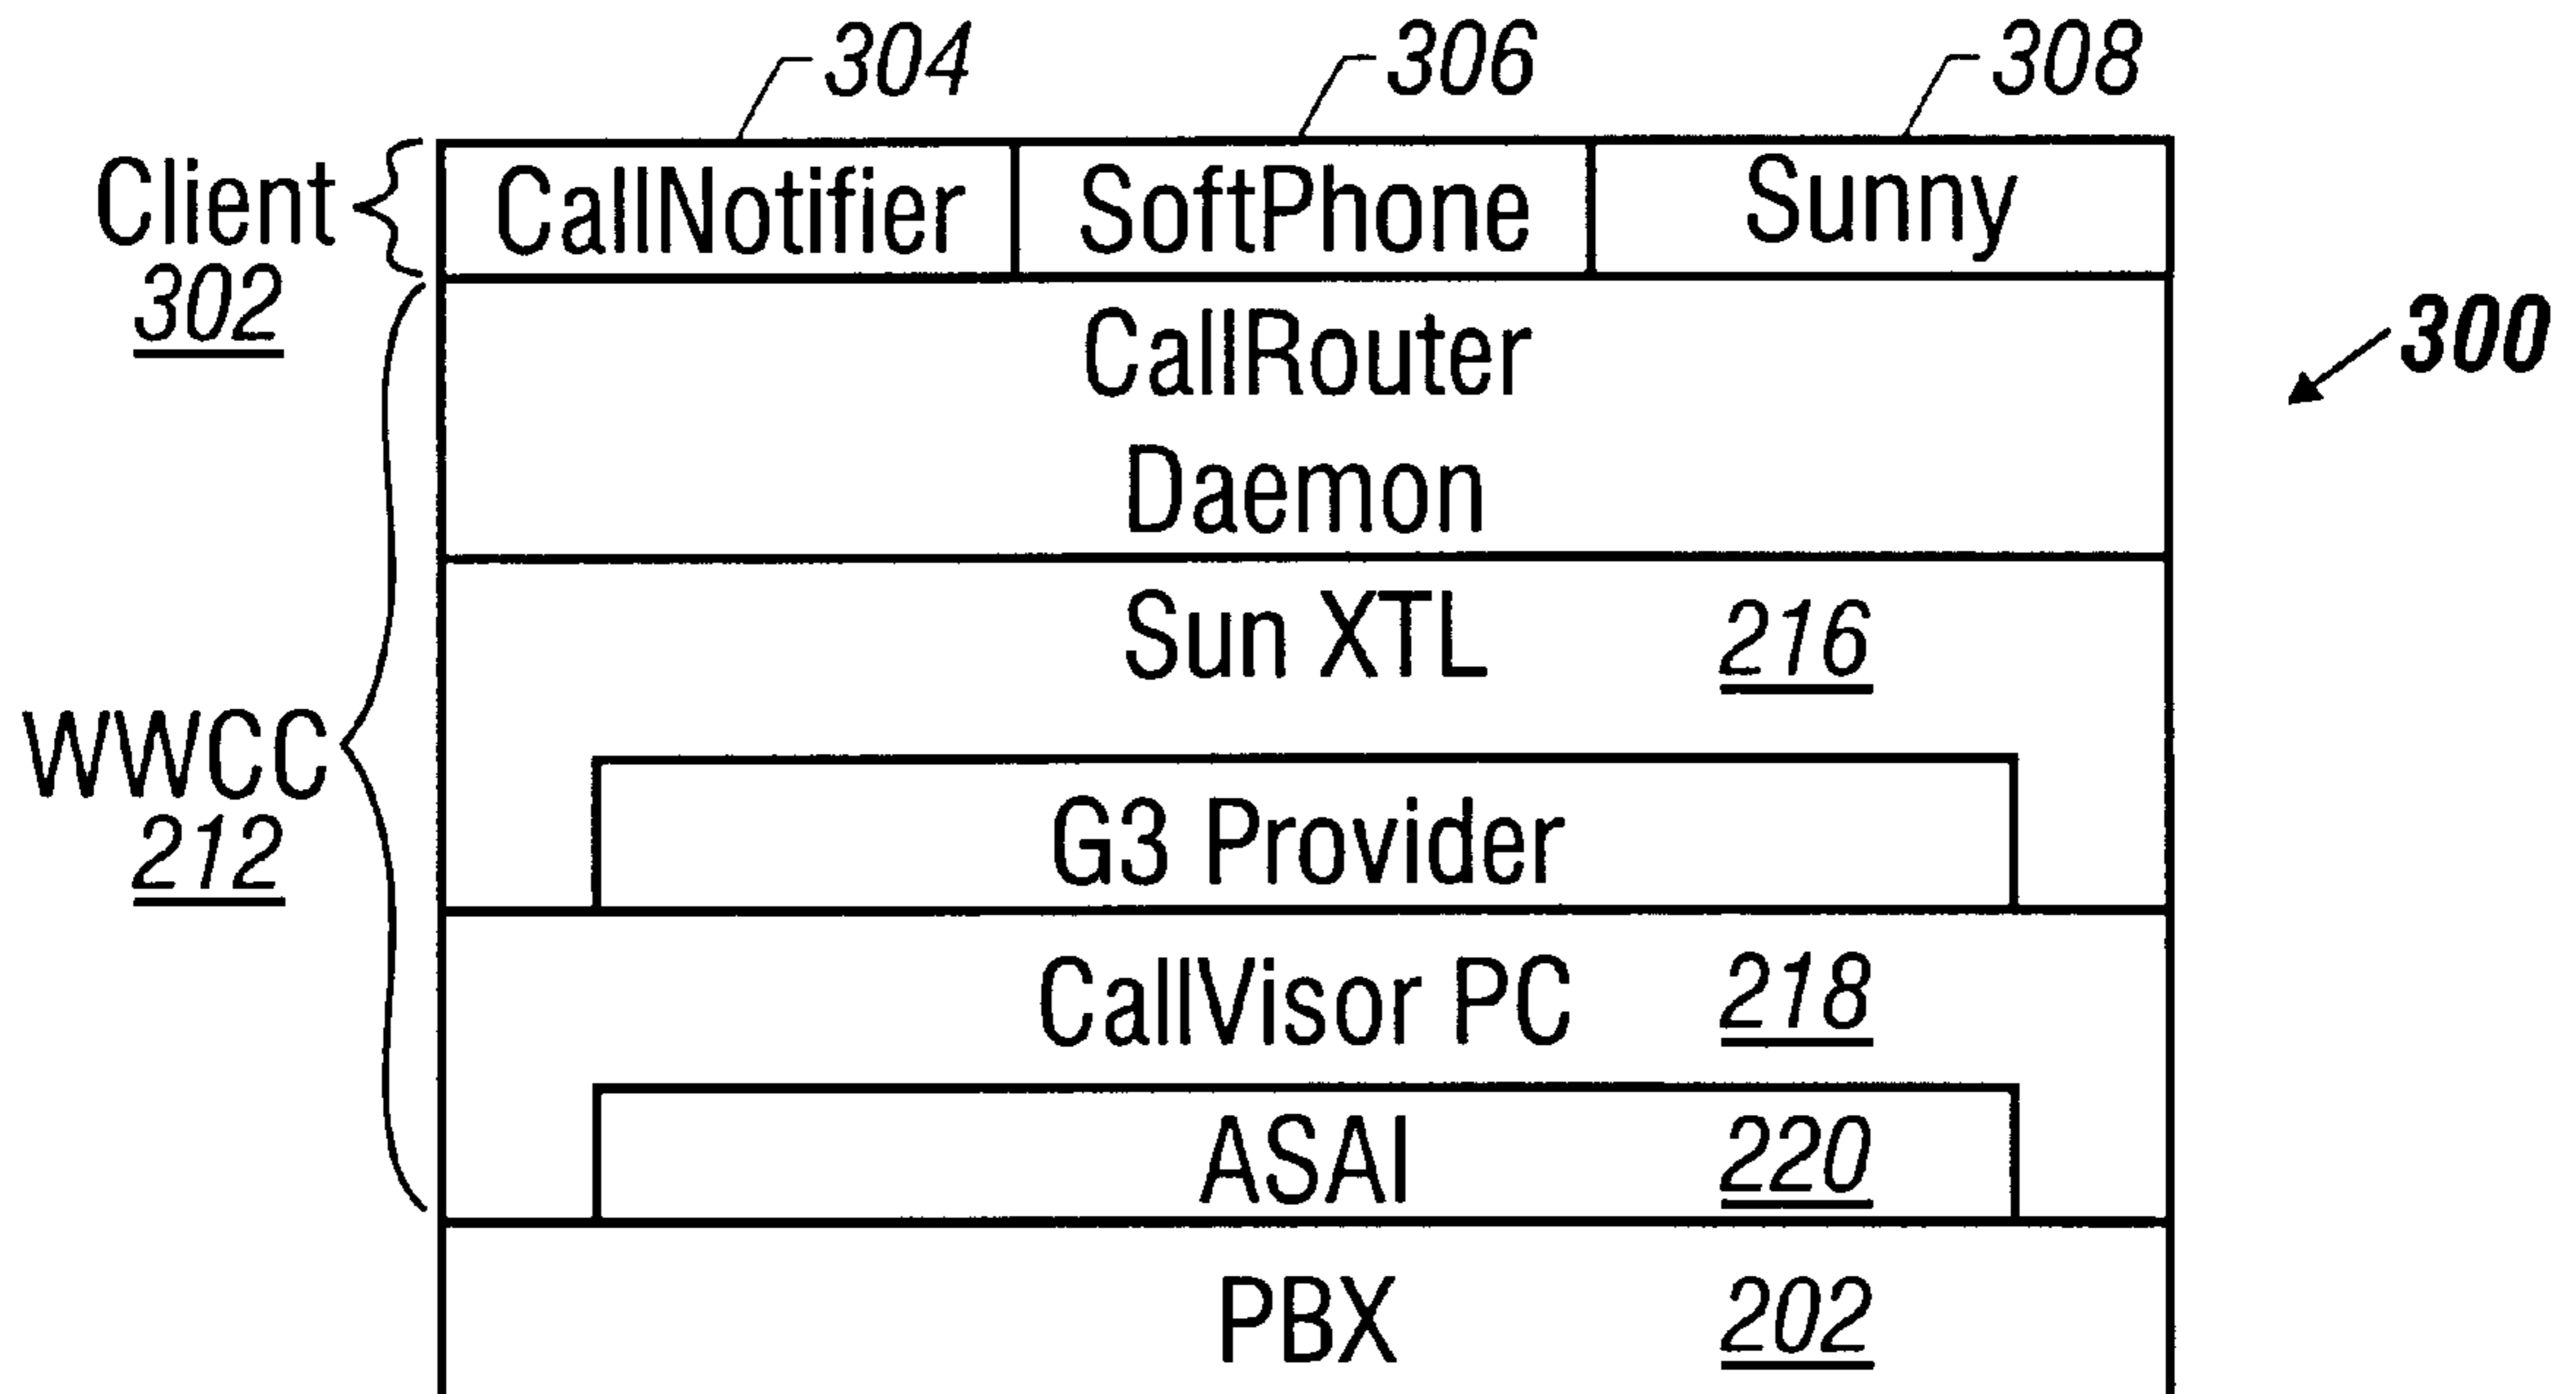 304 306 308
Client
302
CallNotifier SoftPhone Sunny
300
CallRouter
Daemon
Sun XTL 216
WWCC
212
G3 Provider
CallVisor PC 218
ASAI 220
PBX 202